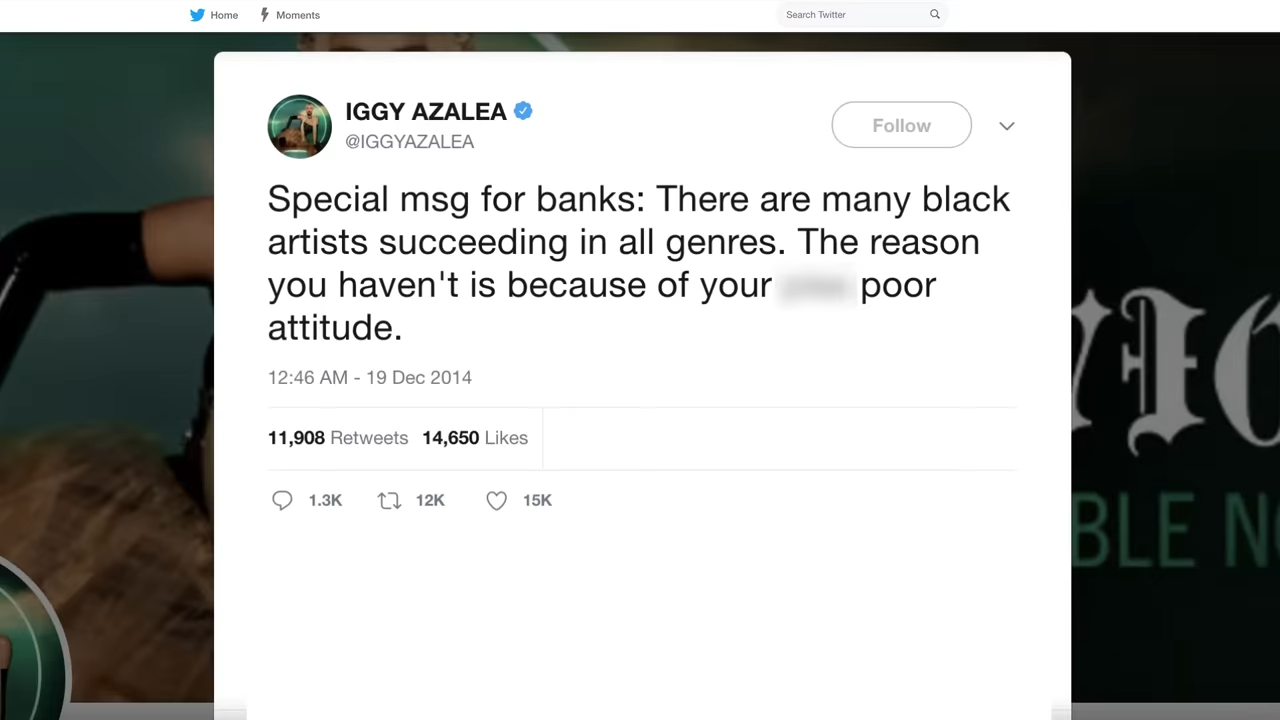 Home Moments Search Twitter
IGGY AZALEA
@IGGYAZALEA
Follow
Special msg for banks: There are many black
artists succeeding in all genres. The reason
you haven't is because of your poor
attitude.
12:46 AM - 19 Dec 2014
11,908 Retweets 14,650 Likes
1.3K 12K 15K
BLE NO